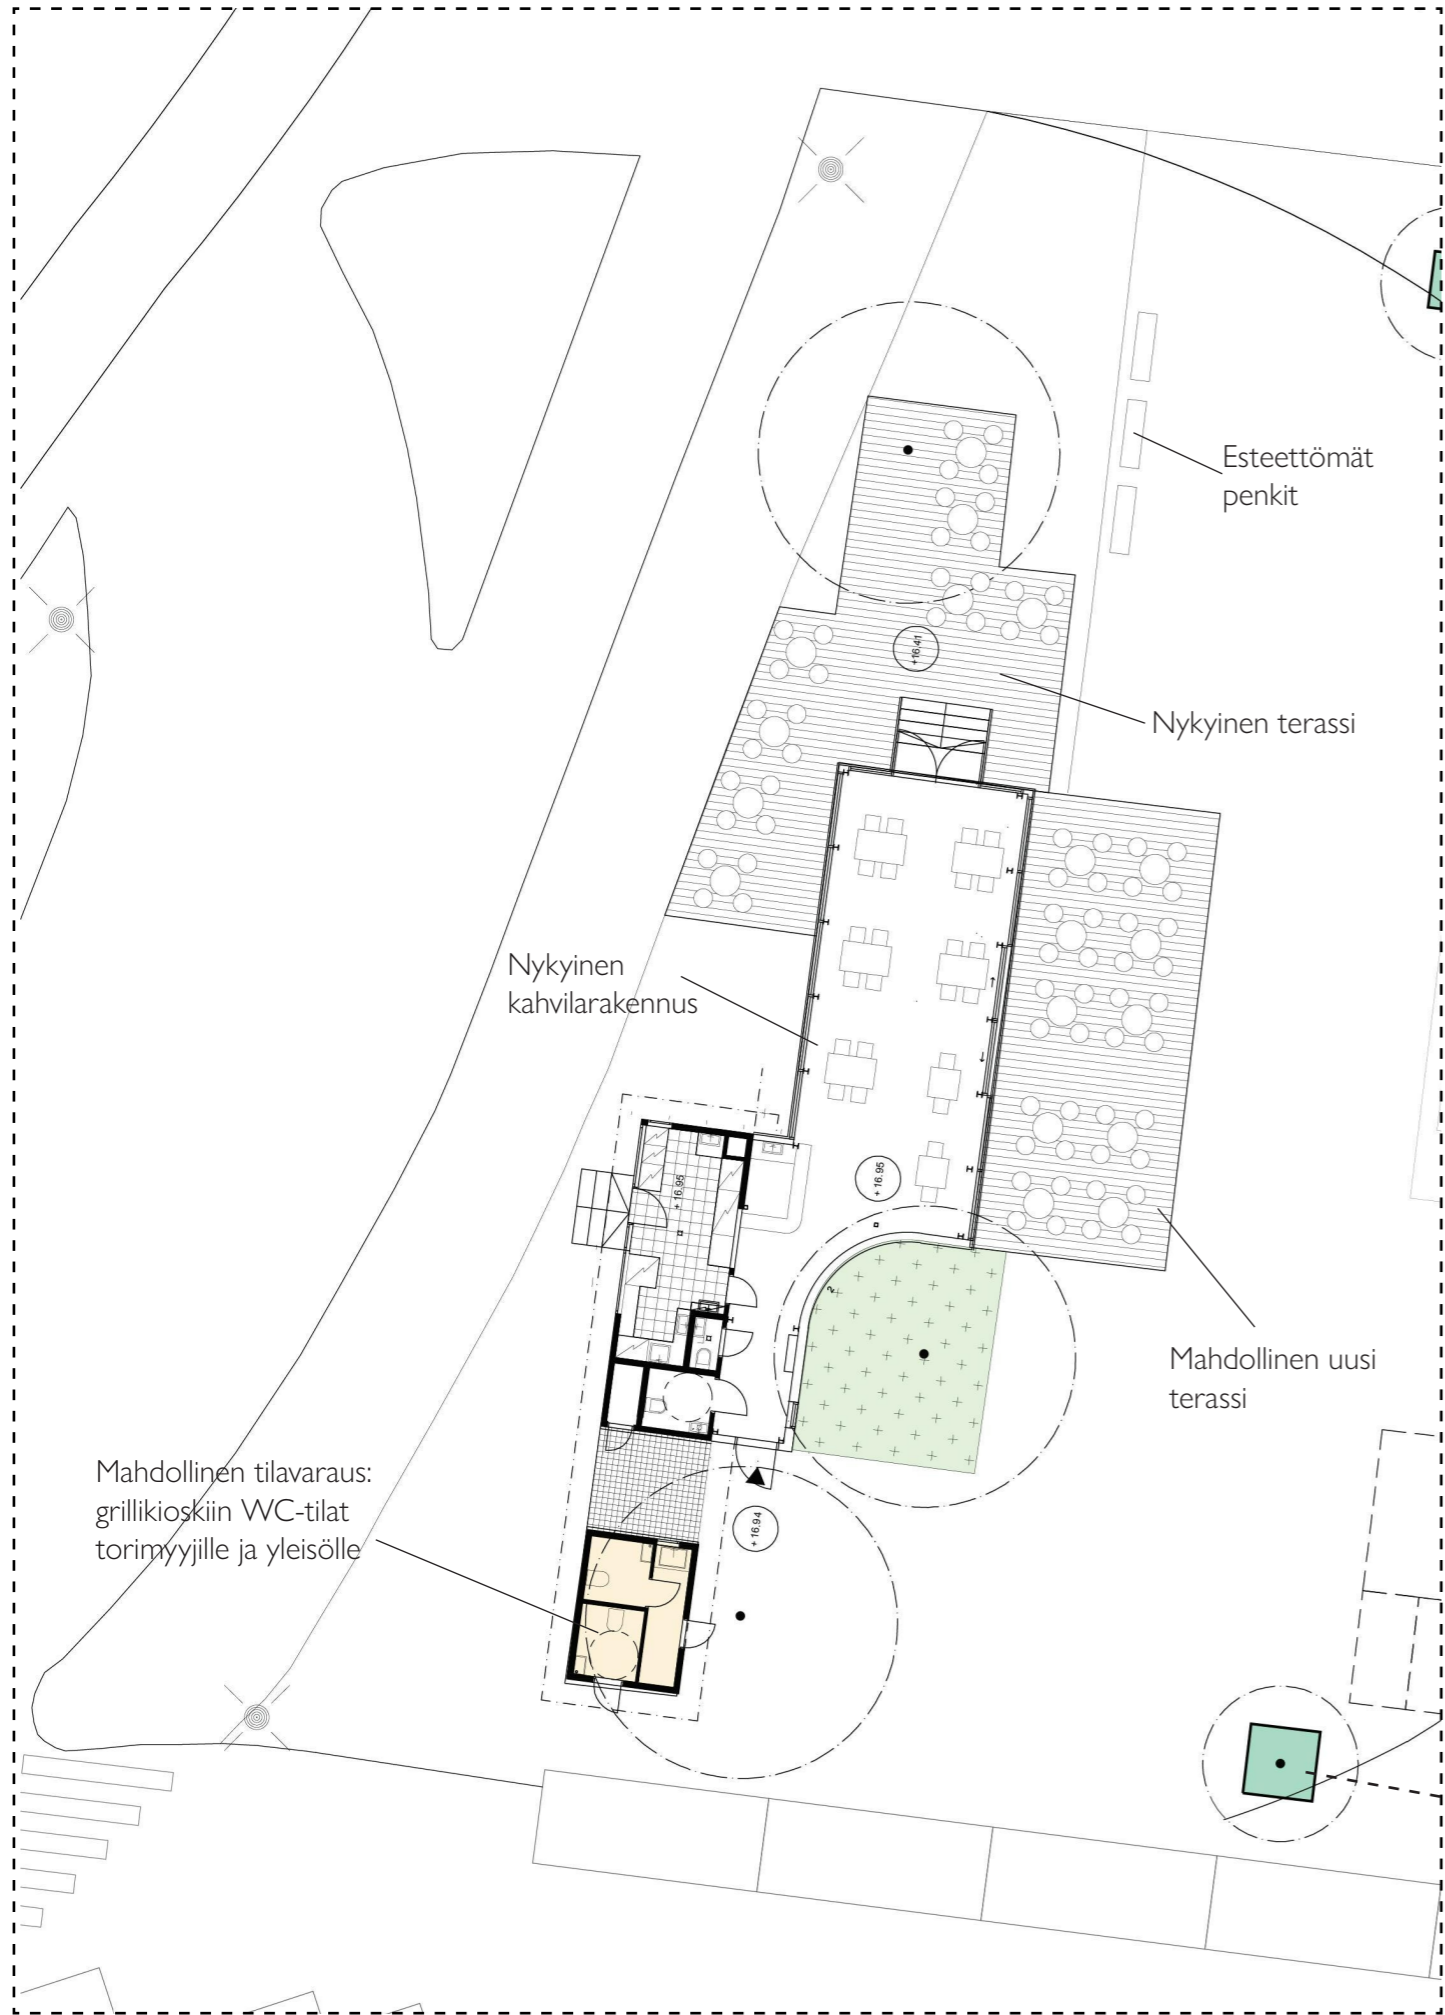 Esteettömät
penkit
+16,41
Nykyinen terassi
Nykyinen
kahvilarakennus
+ 16,95
+ 16,95
2
Mahdollinen uusi
terassi
Mahdollinen tilavaraus:
grillikioskiin WC-tilat
torimyyjille ja yleisölle
+ 16,94